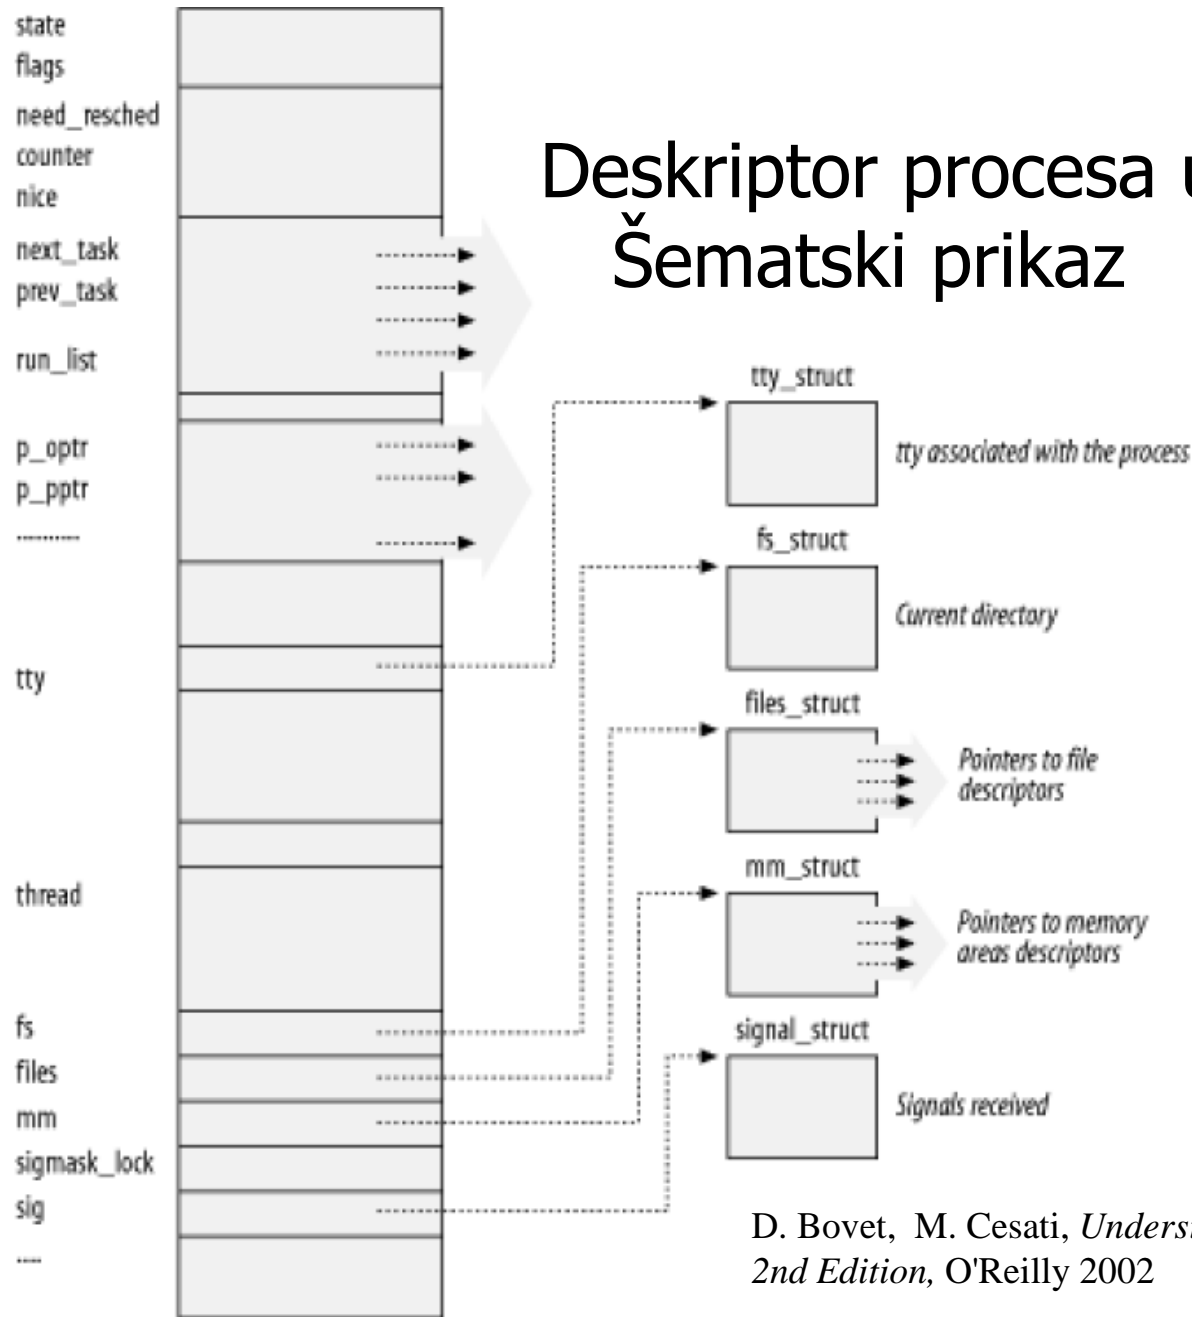 state
flags
need_resched
counter
nice
next_task
prev_task
run_list
p_optr
p_pptr
..........
tty
thread
fs
files
mm
sigmask_lock
sig
....
Deskriptor procesa u
Šematski prikaz
tty_struct
tty associated with the process
fs_struct
Current directory
files_struct
Pointers to file
descriptors
mm_struct
Pointers to memory
areas descriptors
signal_struct
Signals received
D. Bovet, M. Cesati,
2nd Edition, O'Reilly 2002